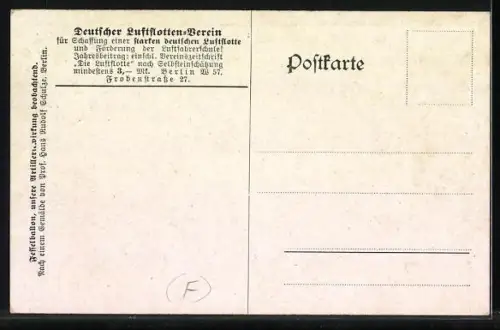 Deutscher Luftflotten-Verein
für Schaffung einer starken deutschen Luftflotte
und Förderung der Luftfahrerschule!
Jahresbeitrag: einschl. Vereinszeitschrift
„Die Luftflotte“ nach Selbsteinschätzung
mindestens 3,— Mk. Berlin W 57.
Frobenstraße 27.
Postkarte
Fesselballon, unsere Artilleriewirkung beobachtend.
Nach einem Gemälde von Prof. Hans Rudolf Schulze, Berlin.
(F)